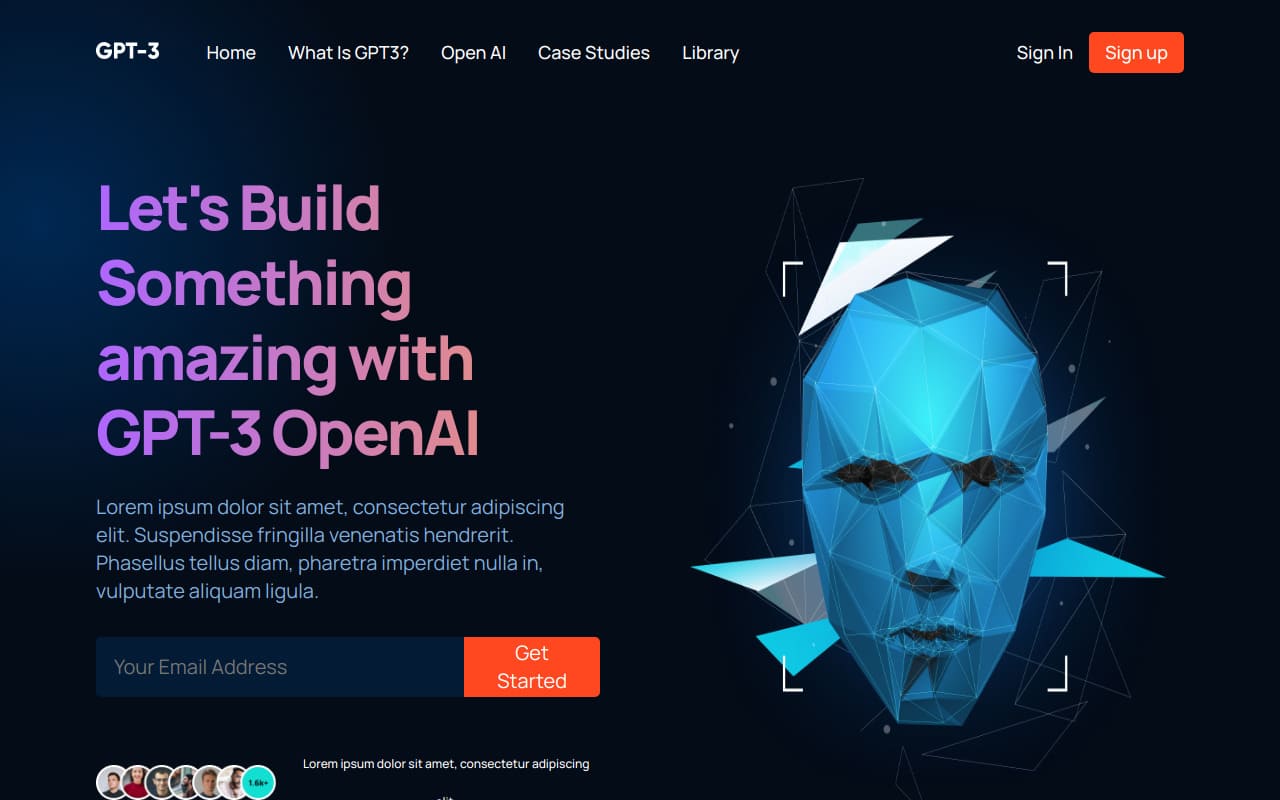 GPT-3 Home What Is GPT3? Open AI Case Studies Library Sign In Sign up
Let's Build
Something
amazing with
GPT-3 OpenAI
Lorem ipsum dolor sit amet, consectetur adipiscing
elit. Suspendisse fringilla venenatis hendrerit.
Phasellus tellus diam, pharetra imperdiet nulla in,
vulputate aliquam ligula.
Your Email Address
Get
Started
1.6k+
Lorem ipsum dolor sit amet, consectetur adipiscing
elit